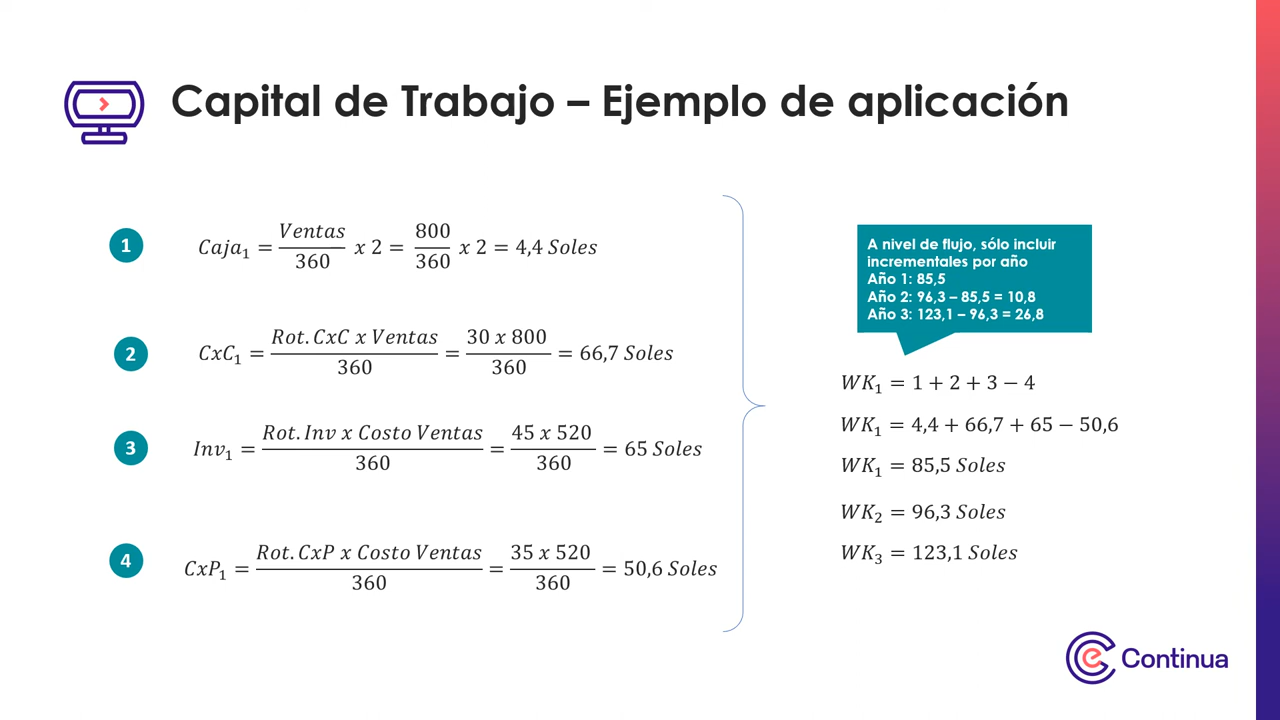 Capital de Trabajo – Ejemplo de aplicación
1
Caja₁ = Ventas/360 x 2 = 800/360 x 2 = 4,4 Soles
2
CxC₁ = Rot. CxC x Ventas/360 = 30 x 800/360 = 66,7 Soles
3
Inv₁ = Rot. Inv x Costo Ventas/360 = 45 x 520/360 = 65 Soles
4
CxP₁ = Rot. CxP x Costo Ventas/360 = 35 x 520/360 = 50,6 Soles
A nivel de flujo, sólo incluir
incrementales por año
Año 1: 85,5
Año 2: 96,3 – 85,5 = 10,8
Año 3: 123,1 – 96,3 = 26,8
WK₁ = 1 + 2 + 3 − 4
WK₁ = 4,4 + 66,7 + 65 − 50,6
WK₁ = 85,5 Soles
WK₂ = 96,3 Soles
WK₃ = 123,1 Soles
Continua